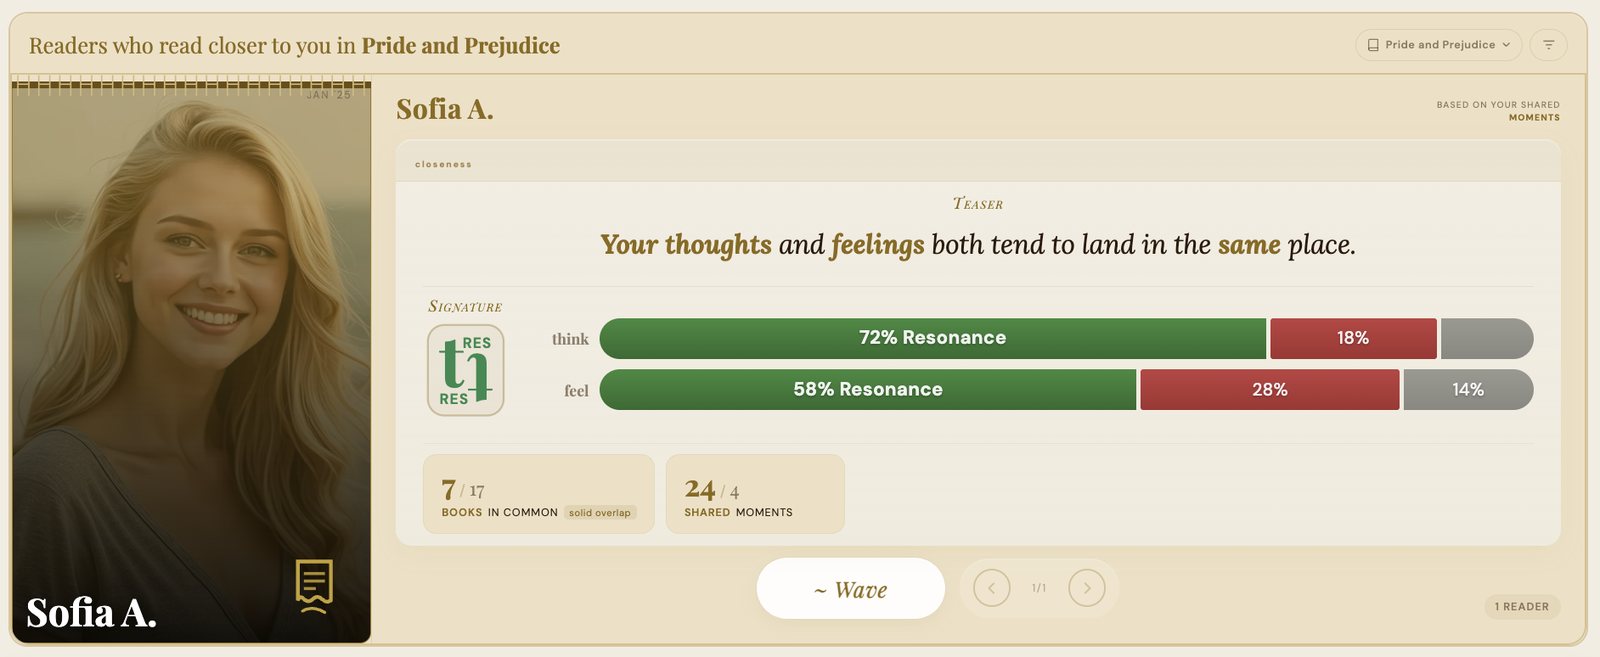 Readers who read closer to you in Pride and Prejudice
Pride and Prejudice
JAN '25
Sofia A.
Sofia A.
BASED ON YOUR SHARED
MOMENTS
closeness
TEASER
Your thoughts and feelings both tend to land in the same place.
SIGNATURE
t RES
t RES
think
72% Resonance
18%
feel
58% Resonance
28%
14%
7 / 17
BOOKS IN COMMON solid overlap
24 / 4
SHARED MOMENTS
~ Wave
1/1
1 READER